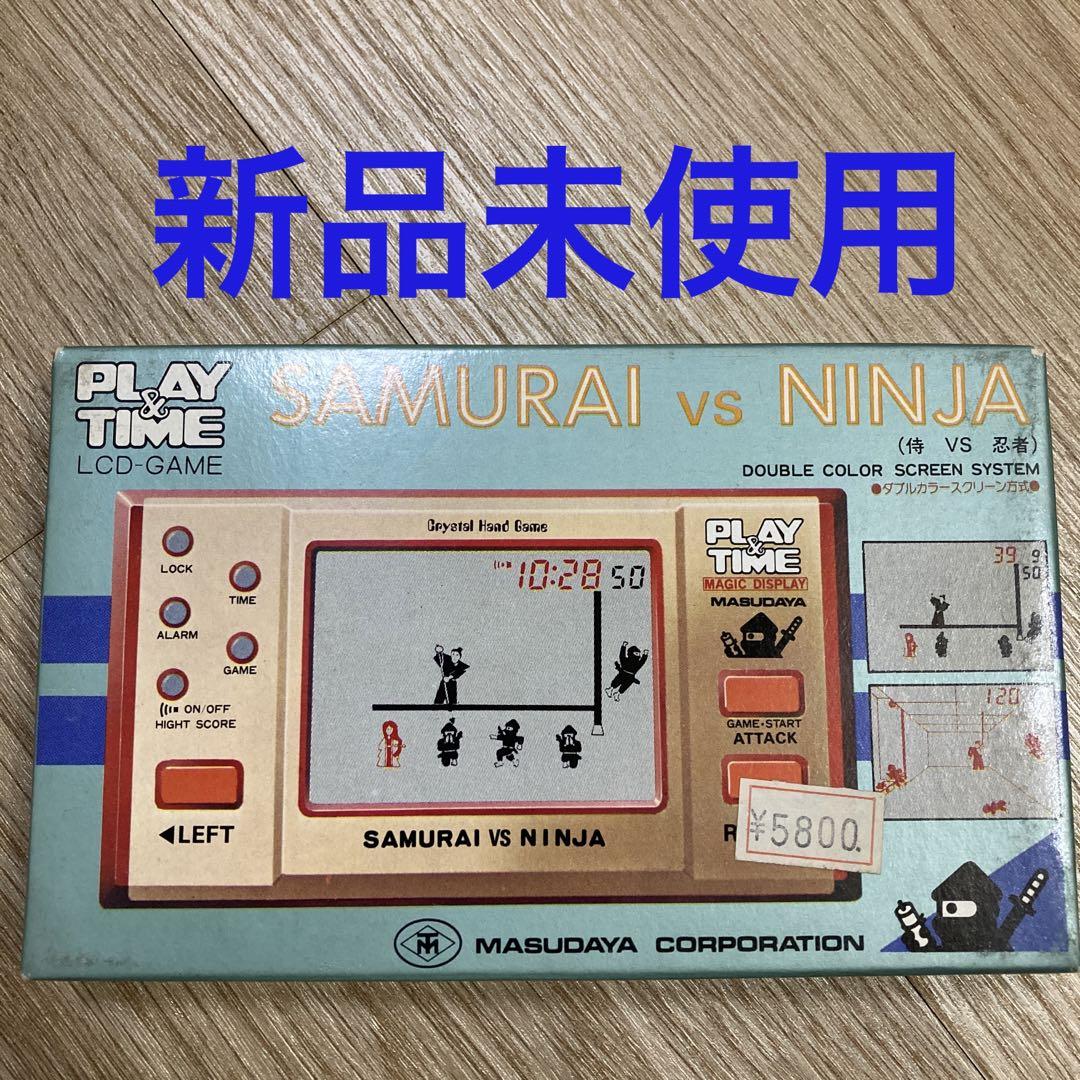 新品未使用
PLAY & TIME
LCD-GAME
SAMURAI VS NINJA
(侍 VS 忍者)
DOUBLE COLOR SCREEN SYSTEM
●ダブルカラースクリーン方式●
Crystal Hand Game
LOCK
TIME
ALARM
GAME
ON/OFF
HIGHT SCORE
◀LEFT
10:28 50
SAMURAI VS NINJA
PLAY & TIME
MAGIC DISPLAY
MASUDAYA
GAME·START
ATTACK
R
¥5800.
39 9
50
120
TM
MASUDAYA CORPORATION